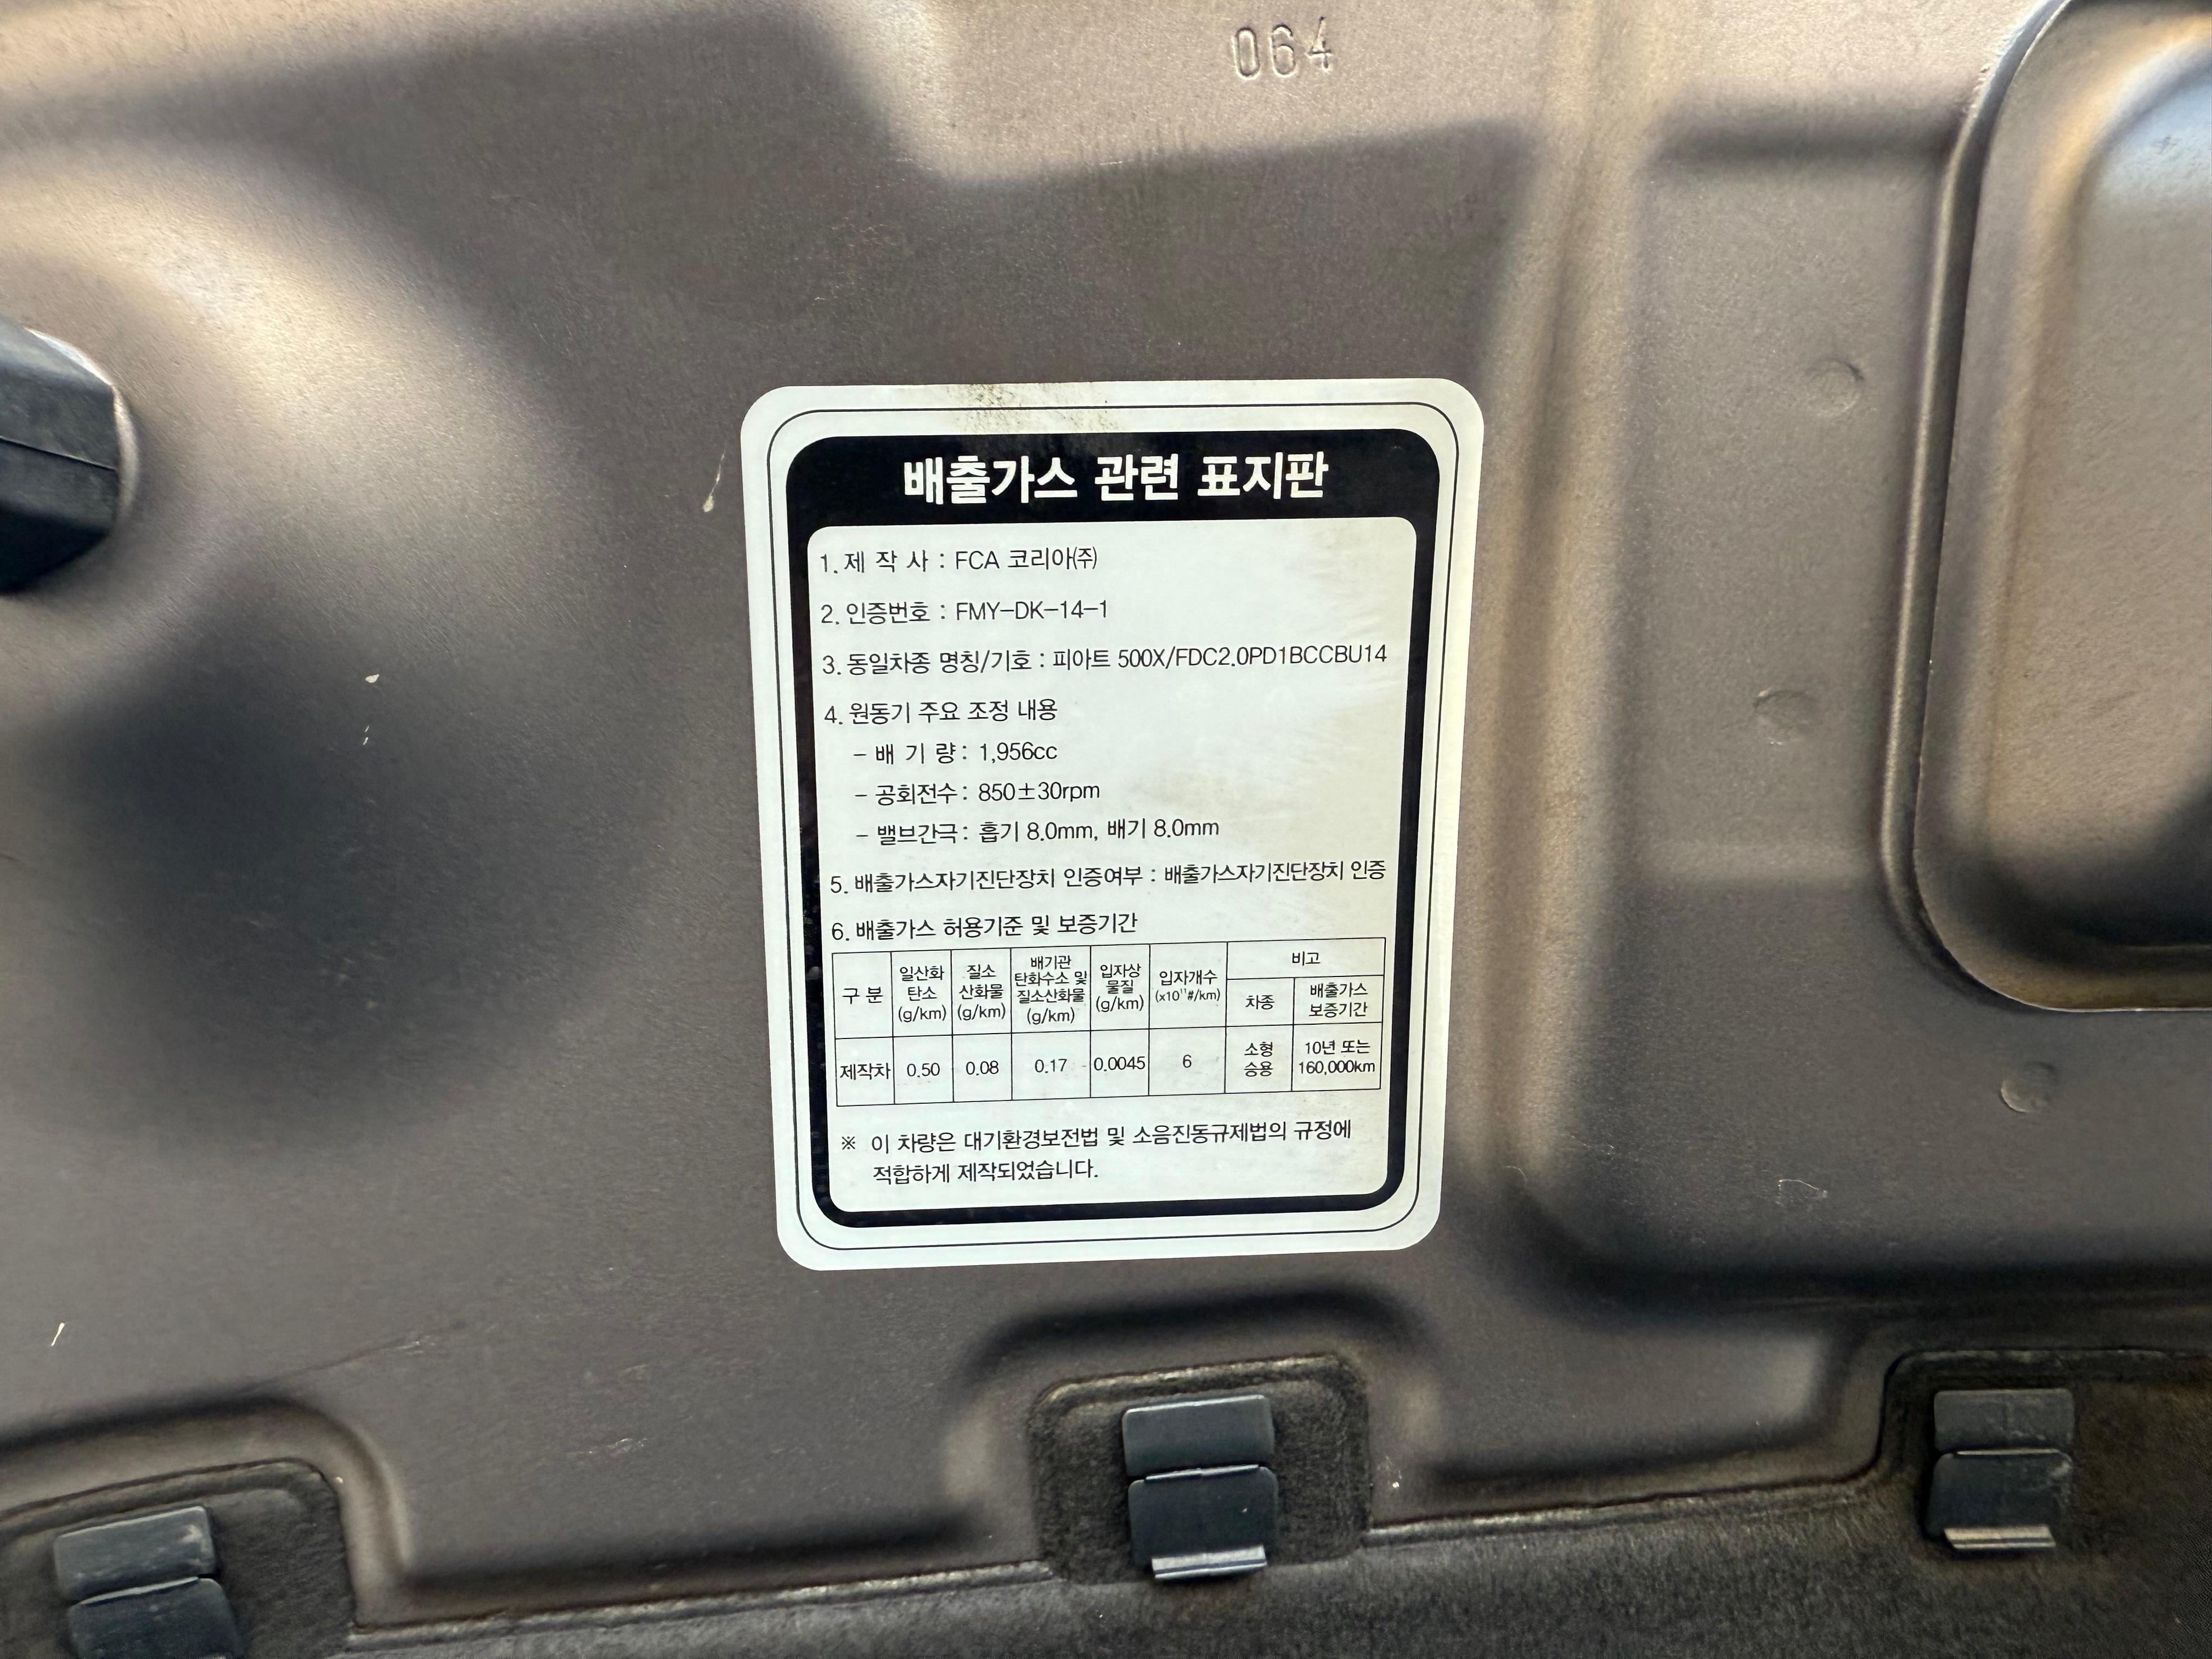 064
배출가스 관련 표지판
1. 제 작 사 : FCA 코리아㈜
2. 인증번호 : FMY-DK-14-1
3. 동일차종 명칭/기호 : 피아트 500X/FDC2.0PD1BCCBU14
4. 원동기 주요 조정 내용
- 배 기 량 : 1,956cc
- 공회전수 : 850±30rpm
- 밸브간극 : 흡기 8.0mm, 배기 8.0mm
5. 배출가스자기진단장치 인증여부 : 배출가스자기진단장치 인증
6. 배출가스 허용기준 및 보증기간
구 분
일산화
탄소
(g/km)
질소
산화물
(g/km)
배기관
탄화수소 및
질소산화물
(g/km)
입자상
물질
(g/km)
입자개수
(x10¹¹#/km)
비고
차종
배출가스
보증기간
제작차
0.50
0.08
0.17
0.0045
6
소형
승용
10년 또는
160,000km
※ 이 차량은 대기환경보전법 및 소음진동규제법의 규정에
적합하게 제작되었습니다.